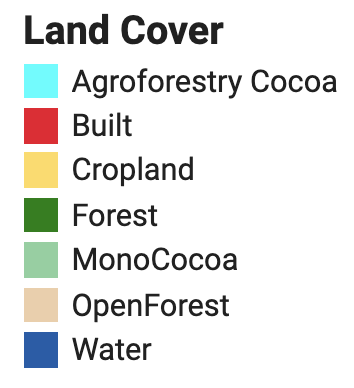 Land Cover
Agroforestry Cocoa
Built
Cropland
Forest
MonoCocoa
OpenForest
Water